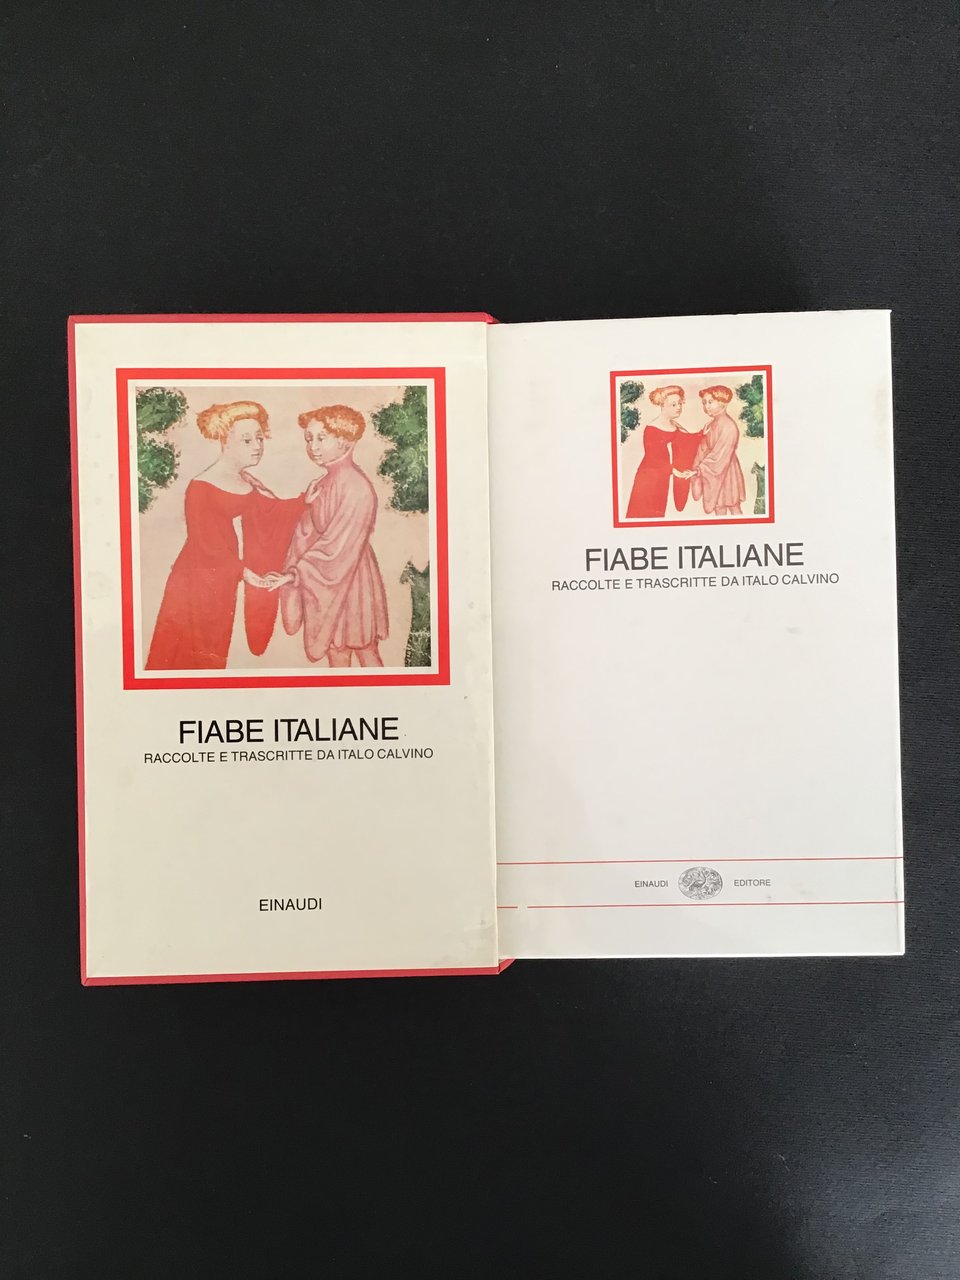 FIABE ITALIANE
RACCOLTE E TRASCRITTE DA ITALO CALVINO
EINAUDI
FIABE ITALIANE
RACCOLTE E TRASCRITTE DA ITALO CALVINO
EINAUDI EDITORE